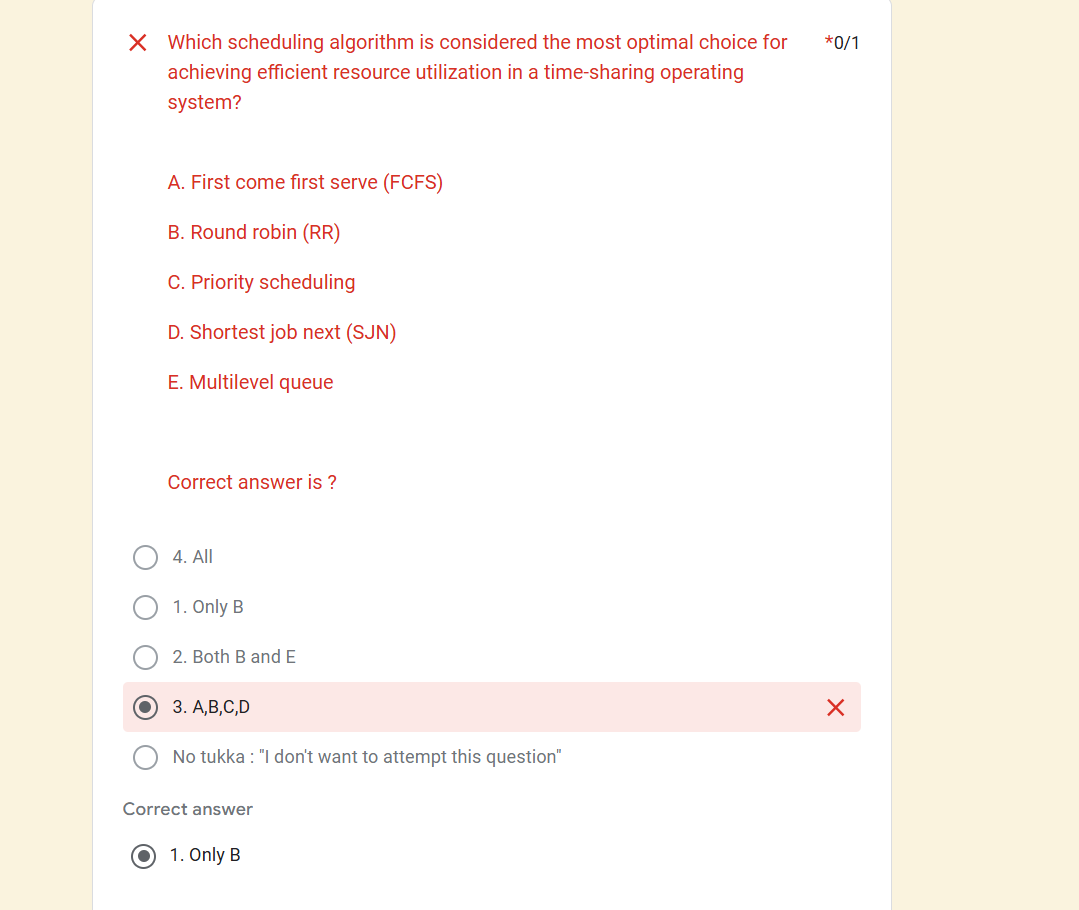 Which scheduling algorithm is considered the most optimal choice for
*0/1
achieving efficient resource utilization in a time-sharing operating
system?
A. First come first serve (FCFS)
B. Round robin (RR)
C. Priority scheduling
D. Shortest job next (SJN)
E. Multilevel queue
Correct answer is ?
4. All
1. Only B
2. Both B and E
3. A,B,C,D
No tukka : "I don't want to attempt this question"
Correct answer
1. Only B